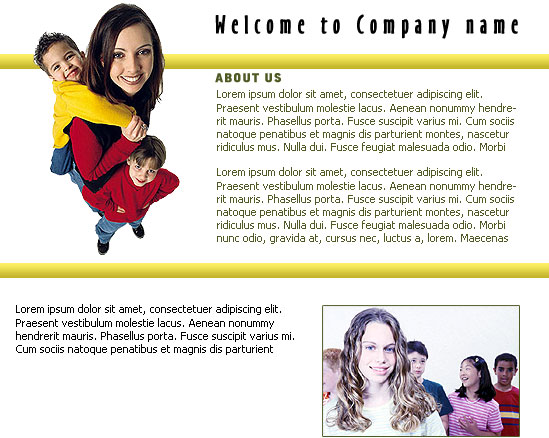 Welcome to Company name
ABOUT US
Lorem ipsum dolor sit amet, consectetuer adipiscing elit.
Praesent vestibulum molestie lacus. Aenean nonummy hendre-
rit mauris. Phasellus porta. Fusce suscipit varius mi. Cum sociis
natoque penatibus et magnis dis parturient montes, nascetur
ridiculus mus. Nulla dui. Fusce feugiat malesuada odio. Morbi
Lorem ipsum dolor sit amet, consectetuer adipiscing elit.
Praesent vestibulum molestie lacus. Aenean nonummy hendre-
rit mauris. Phasellus porta. Fusce suscipit varius mi. Cum sociis
natoque penatibus et magnis dis parturient montes, nascetur
ridiculus mus. Nulla dui. Fusce feugiat malesuada odio. Morbi
nunc odio, gravida at, cursus nec, luctus a, lorem. Maecenas
Lorem ipsum dolor sit amet, consectetuer adipiscing elit.
Praesent vestibulum molestie lacus. Aenean nonummy
hendrerit mauris. Phasellus porta. Fusce suscipit varius mi.
Cum sociis natoque penatibus et magnis dis parturient